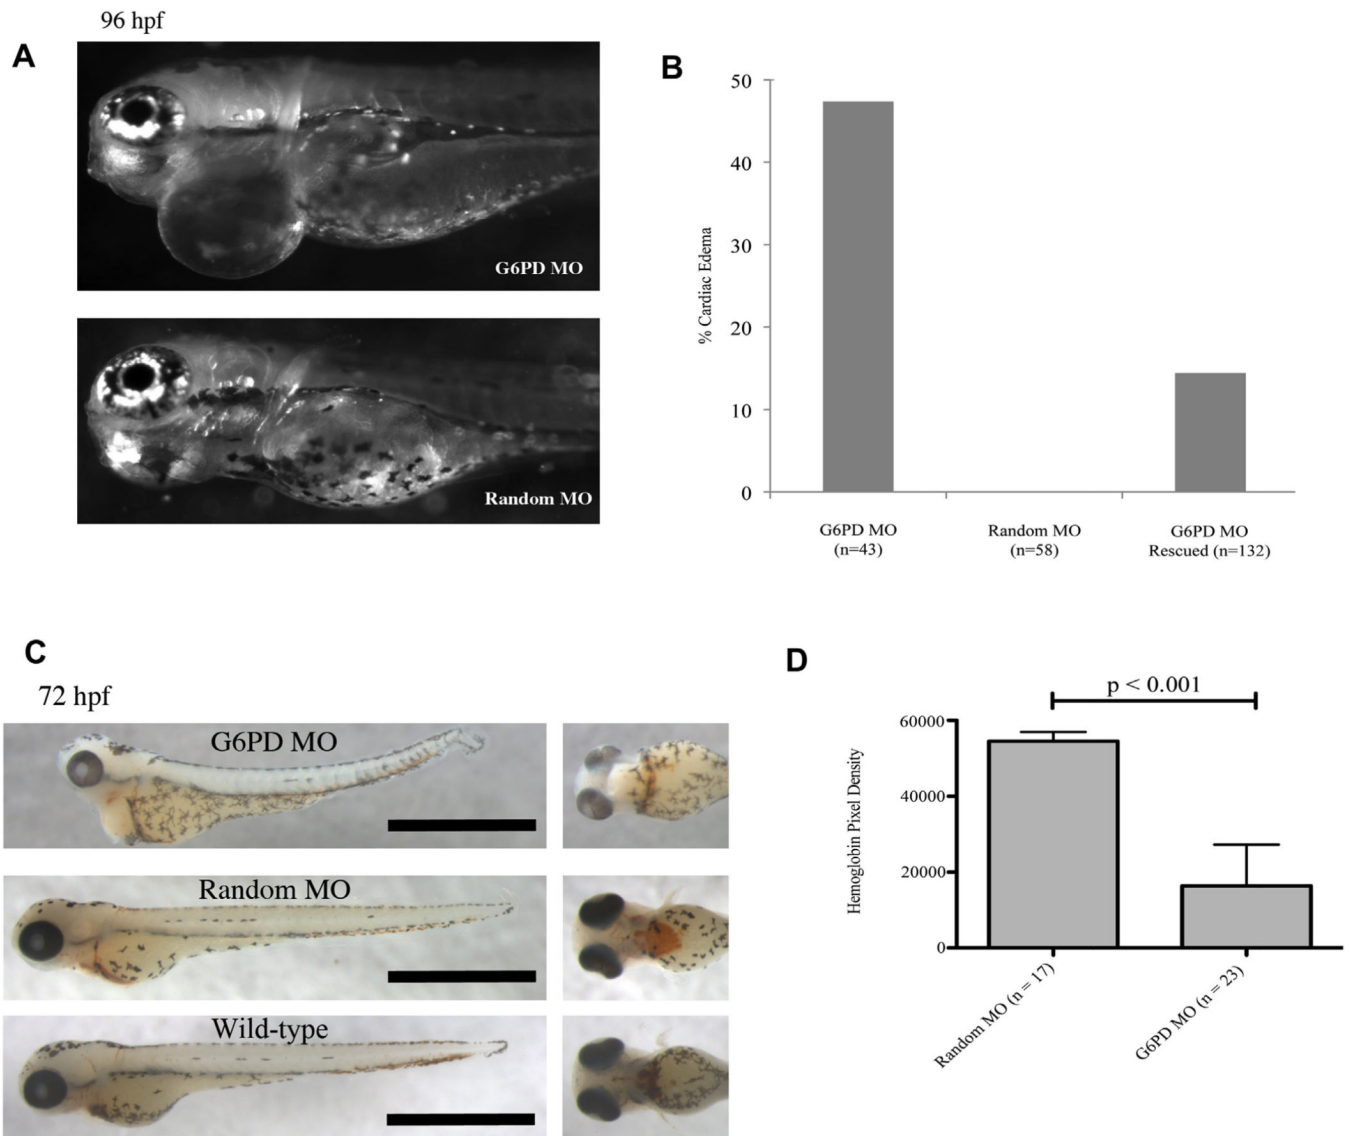 96 hpf
A
G6PD MO
Random MO
B
50
40
30
20
10
0
% Cardiac Edema
G6PD MO
(n=43)
Random MO
(n=58)
G6PD MO
Rescued (n=132)
C
72 hpf
G6PD MO
Random MO
Wild-type
D
p < 0.001
60000
40000
20000
0
Hemoglobin Pixel Density
Random MO (n = 17)
G6PD MO (n = 23)